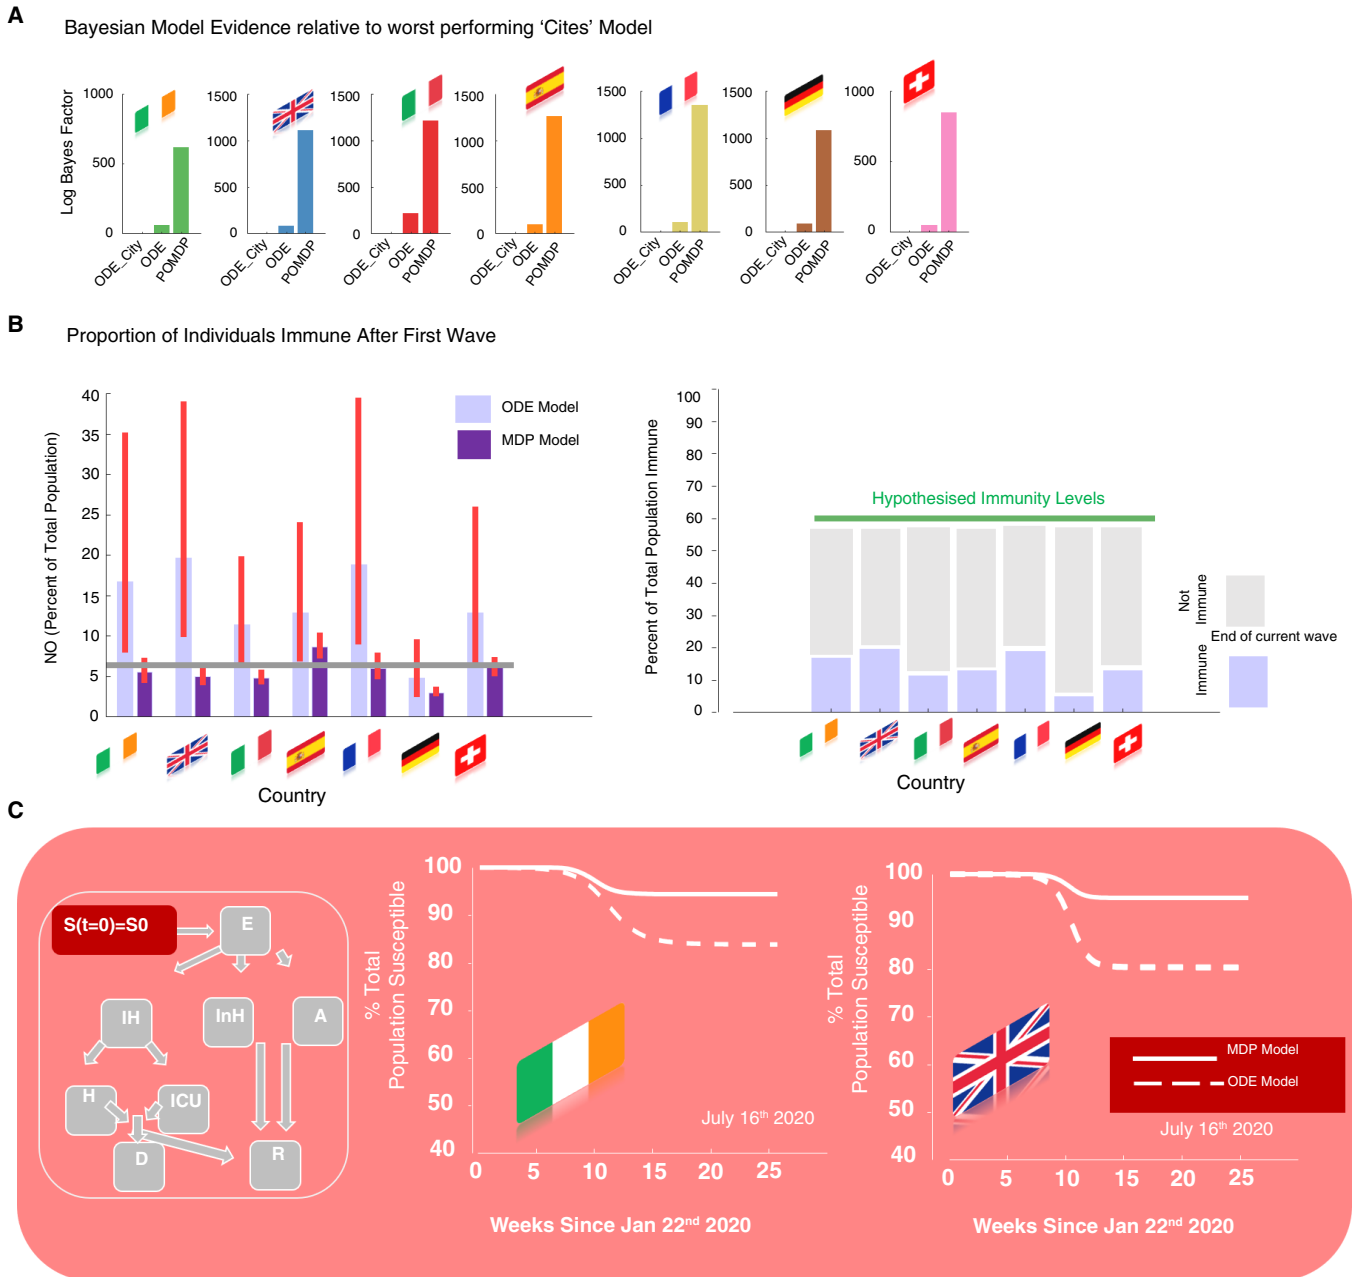 A
Bayesian Model Evidence relative to worst performing ‘Cites’ Model
Log Bayes Factor
1000
500
0
ODE_City
ODE
POMDP
1500
1000
500
0
ODE_City
ODE
POMDP
1500
1000
500
0
ODE_City
ODE
POMDP
1500
1000
500
0
ODE_City
ODE
POMDP
1500
1000
500
0
ODE_City
ODE
POMDP
1500
1000
500
0
ODE_City
ODE
POMDP
1000
500
0
ODE_City
ODE
POMDP
B
Proportion of Individuals Immune After First Wave
NO (Percent of Total Population)
40
35
30
25
20
15
10
5
0
ODE Model
MDP Model
Country
Percent of Total Population Immune
100
90
80
70
60
50
40
30
20
10
0
Hypothesised Immunity Levels
Not
Immune
End of current wave
Immune
Country
C
S(t=0)=S0
E
IH
InH
A
H
ICU
D
R
% Total
Population Susceptible
100
90
80
70
60
50
40
0
5
10
15
20
25
July 16th 2020
Weeks Since Jan 22nd 2020
% Total
Population Susceptible
100
90
80
70
60
50
40
0
5
10
15
20
25
MDP Model
ODE Model
July 16th 2020
Weeks Since Jan 22nd 2020